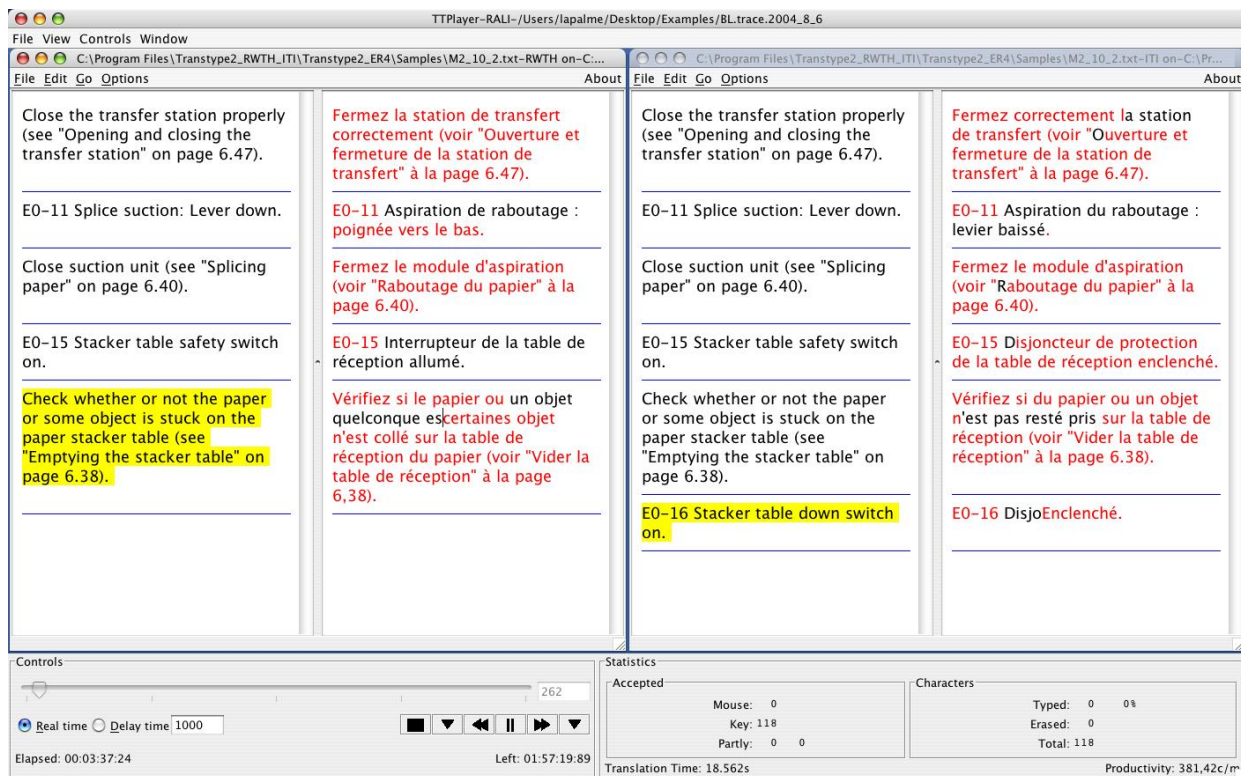 TTPlayer-RALI-/Users/lapalme/Desktop/Examples/BL.trace.2004_8_6
File View Controls Window
C:\Program Files\Transtype2_RWTH_ITI\Transtype2_ER4\Samples\M2_10_2.txt-RWTH on-C:...
File Edit Go Options
About
Close the transfer station properly
(see "Opening and closing the
transfer station" on page 6.47).
Fermez la station de transfert
correctement (voir "Ouverture et
fermeture de la station de
transfert" à la page 6.47).
E0-11 Splice suction: Lever down.
E0-11 Aspiration de raboutage :
poignée vers le bas.
Close suction unit (see "Splicing
paper" on page 6.40).
Fermez le module d'aspiration
(voir "Raboutage du papier" à la
page 6.40).
E0-15 Stacker table safety switch
on.
E0-15 Interrupteur de la table de
réception allumé.
Check whether or not the paper
or some object is stuck on the
paper stacker table (see
"Emptying the stacker table" on
page 6.38).
Vérifiez si le papier ou un objet
quelconque escertaines objet
n'est collé sur la table de
réception du papier (voir "Vider la
table de réception" à la page
6,38).
C:\Program Files\Transtype2_RWTH_ITI\Transtype2_ER4\Samples\M2_10_2.txt-ITI on-C:\Pr...
File Edit Go Options
About
Close the transfer station properly
(see "Opening and closing the
transfer station" on page 6.47).
Fermez correctement la station
de transfert (voir "Ouverture et
fermeture de la station de
transfert" à la page 6.47).
E0-11 Splice suction: Lever down.
E0-11 Aspiration du raboutage :
levier baissé.
Close suction unit (see "Splicing
paper" on page 6.40).
Fermez le module d'aspiration
(voir "Raboutage du papier" à la
page 6.40).
E0-15 Stacker table safety switch
on.
E0-15 Disjoncteur de protection
de la table de réception enclenché.
Check whether or not the paper
or some object is stuck on the
paper stacker table (see
"Emptying the stacker table" on
page 6.38).
Vérifiez si du papier ou un objet
n'est pas resté pris sur la table de
réception (voir "Vider la table de
réception" à la page 6.38).
E0-16 Stacker table down switch
on.
E0-16 DisjoEnclenché.
Controls
262
Real time Delay time 1000
Elapsed: 00:03:37:24
Left: 01:57:19:89
Statistics
Accepted
Mouse: 0
Key: 118
Partly: 0 0
Characters
Typed: 0 0%
Erased: 0
Total: 118
Translation Time: 18.562s
Productivity: 381,42c/m